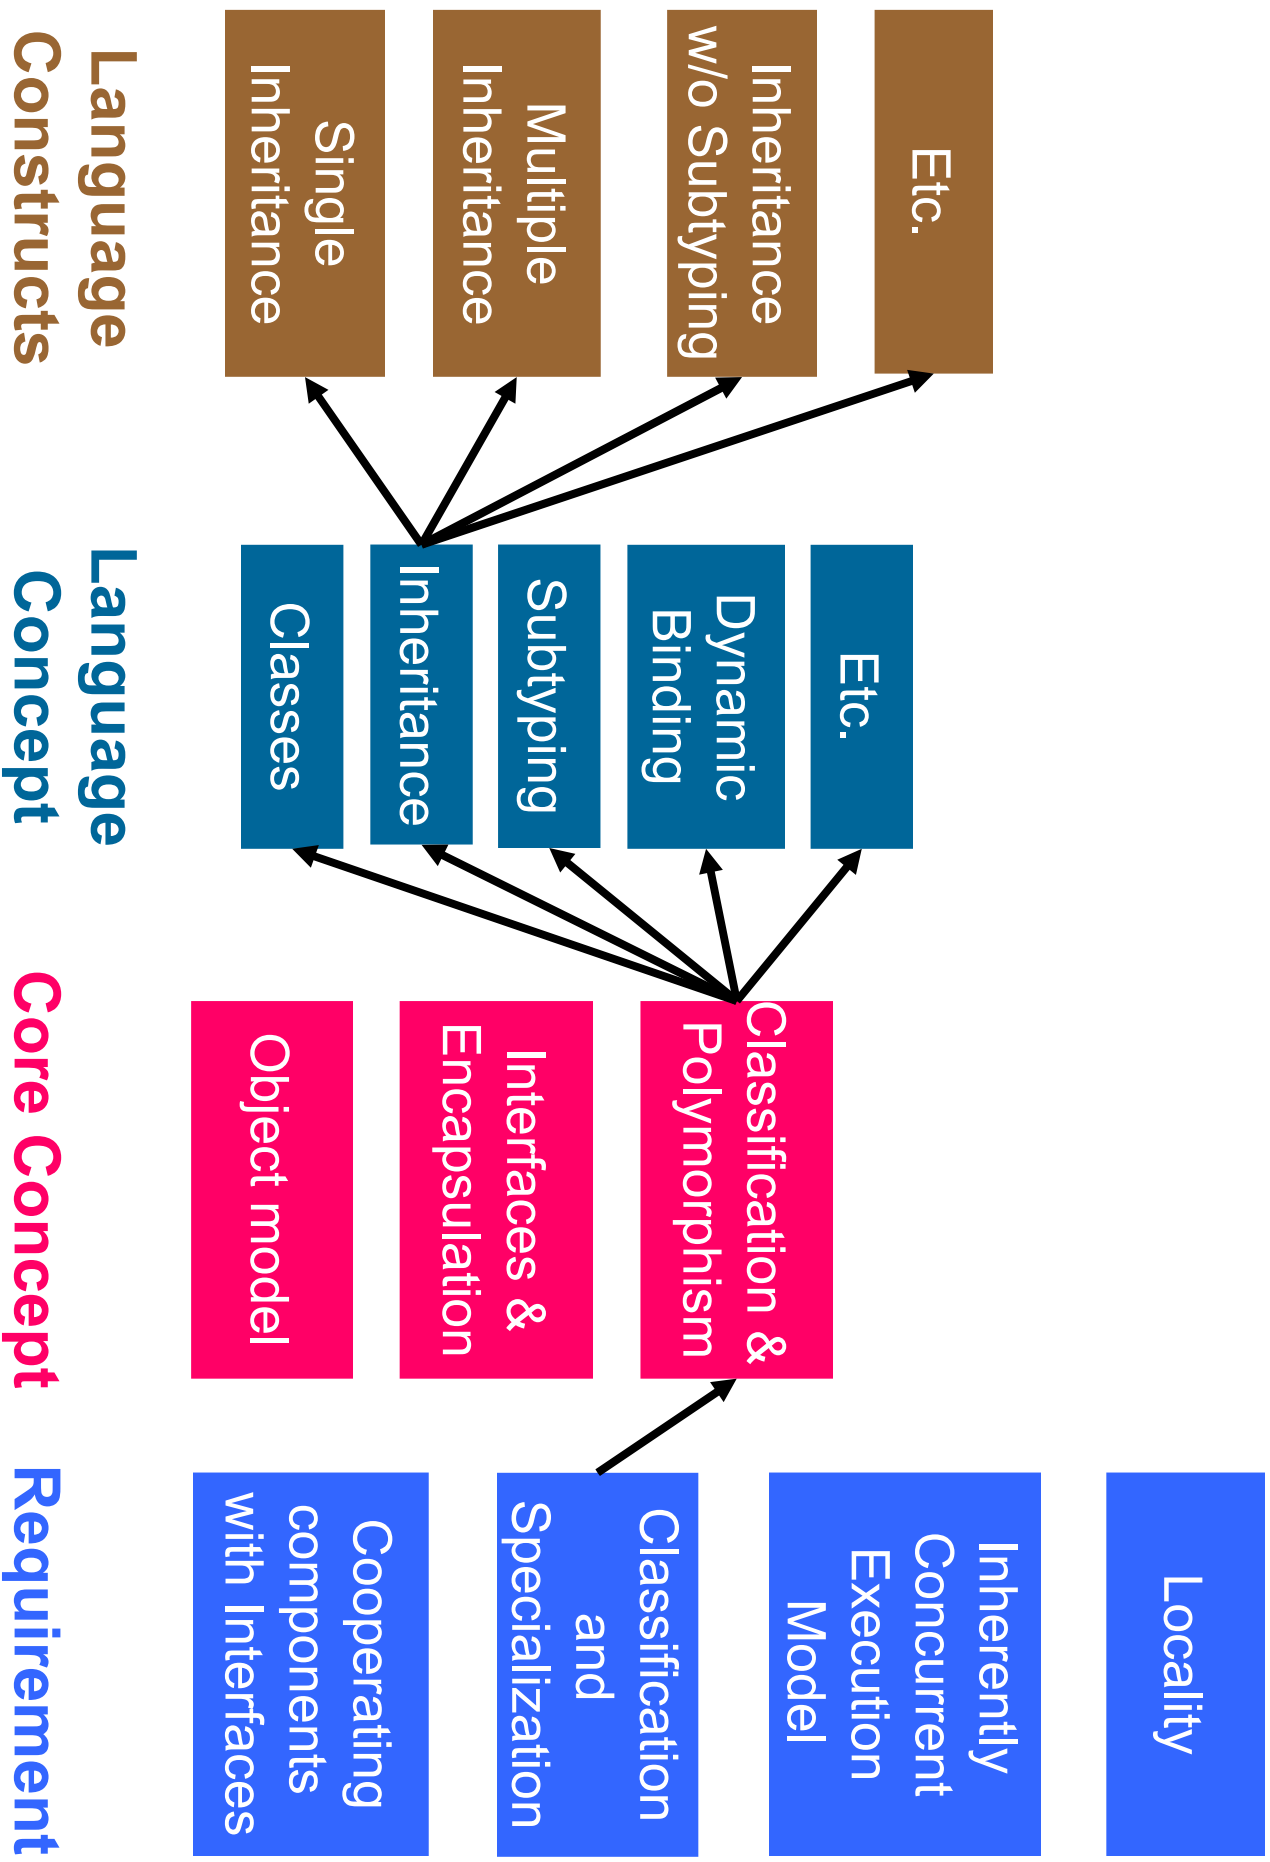 Etc.
Inheritance
w/o Subtyping
Multiple
Inheritance
Single
Inheritance
Language
Constructs
Etc.
Dynamic
Binding
Subtyping
Inheritance
Classes
Language
Concept
Classification &
Polymorphism
Interfaces &
Encapsulation
Object model
Core Concept
Locality
Inherently
Concurrent
Execution
Model
Classification
and
Specialization
Cooperating
components
with Interfaces
Requirement